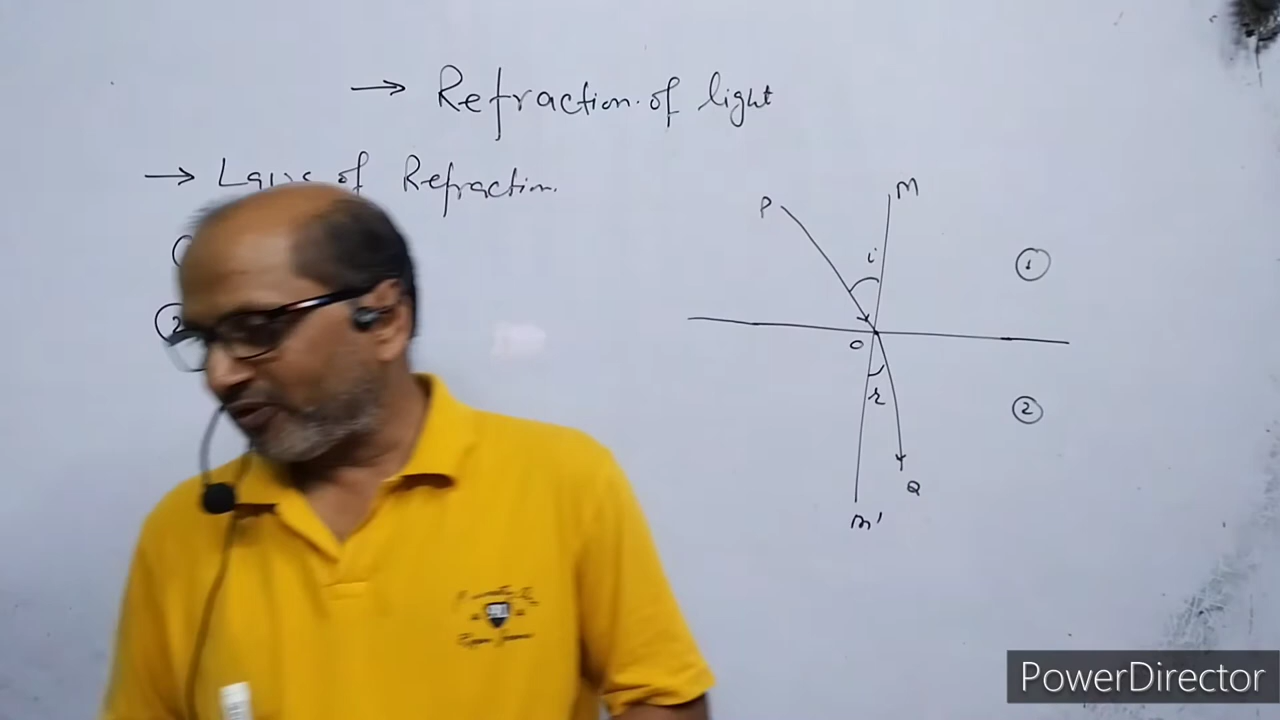 → Refraction of light
→ Laws of Refraction.
P
M
i
1
O
r
2
Q
M'
PowerDirector